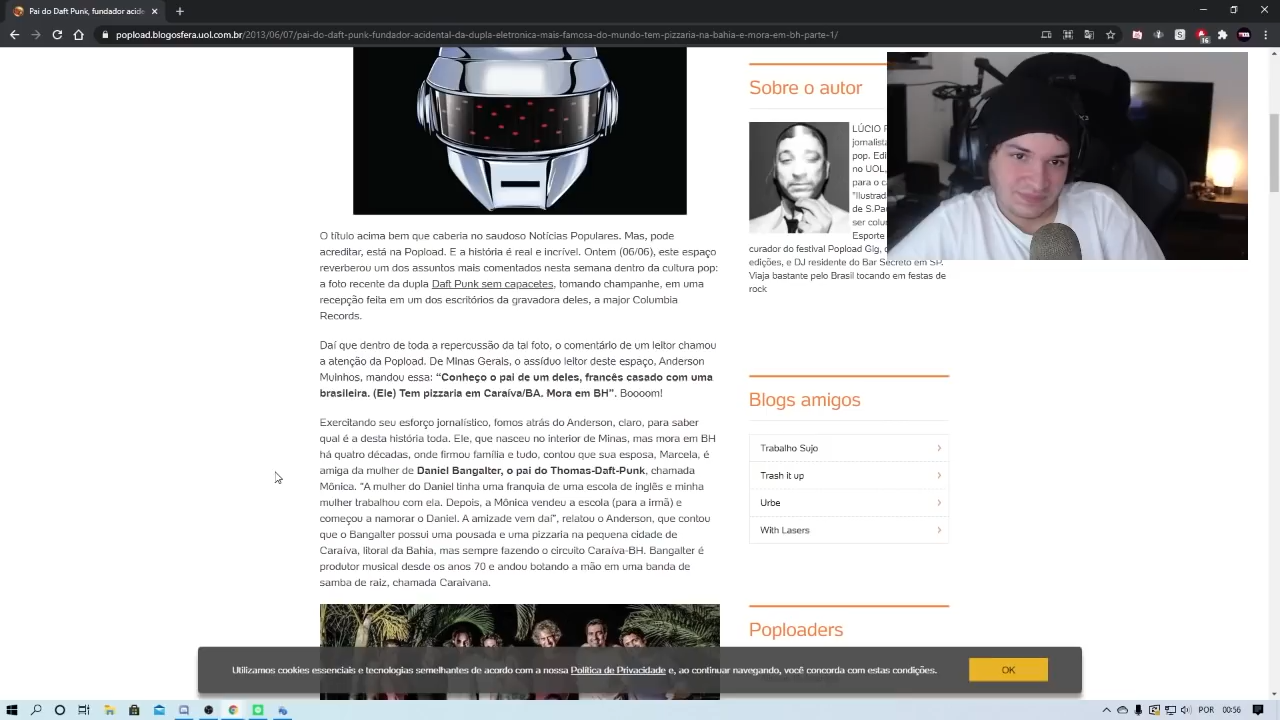 Pai do Daft Punk: fundador acide
popload.blogosfera.uol.com.br/2013/06/07/pai-do-daft-punk-fundador-acidental-da-dupla-eletronica-mais-famosa-do-mundo-tem-pizzaria-na-bahia-e-mora-em-bh-parte-1/
O título acima bem que caberia no saudoso Notícias Populares. Mas, pode
acreditar, está na Popload. E a história é real e incrível. Ontem (06/06), este espaço
reverberou um dos assuntos mais comentados nesta semana dentro da cultura pop:
a foto recente da dupla Daft Punk sem capacetes, tomando champanhe, em uma
recepção feita em um dos escritórios da gravadora deles, a major Columbia
Records.
Daí que dentro de toda a repercussão da tal foto, o comentário de um leitor chamou
a atenção da Popload. De Minas Gerais, o assíduo leitor deste espaço, Anderson
Muinhos, mandou essa: “Conheço o pai de um deles, francês casado com uma
brasileira. (Ele) Tem pizzaria em Caraíva/BA. Mora em BH”. Boooom!
Exercitando seu esforço jornalístico, fomos atrás do Anderson, claro, para saber
qual é a desta história toda. Ele, que nasceu no interior de Minas, mas mora em BH
há quatro décadas, onde firmou família e tudo, contou que sua esposa, Marcela, é
amiga da mulher de Daniel Bangalter, o pai do Thomas-Daft-Punk, chamada
Mônica. "A mulher do Daniel tinha uma franquia de uma escola de inglês e minha
mulher trabalhou com ela. Depois, a Mônica vendeu a escola (para a irmã) e
começou a namorar o Daniel. A amizade vem daí", relatou o Anderson, que contou
que o Bangalter possui uma pousada e uma pizzaria na pequena cidade de
Caraíva, litoral da Bahia, mas sempre fazendo o circuito Caraíva-BH. Bangalter é
produtor musical desde os anos 70 e andou botando a mão em uma banda de
samba de raiz, chamada Caraivana.
Sobre o autor
LÚCIO
jornalista
pop. Edi
no UOL,
para o c
"Ilustrad
de S.Pau
ser colu
Esporte
curador do festival Popload Gig,
edições, e DJ residente do Bar Secreto em SP.
Viaja bastante pelo Brasil tocando em festas de
rock
Blogs amigos
Trabalho Sujo
Trash it up
Urbe
With Lasers
Poploaders
Utilizamos cookies essenciais e tecnologias semelhantes de acordo com a nossa Política de Privacidade e, ao continuar navegando, você concorda com estas condições.
OK
POR
00:56